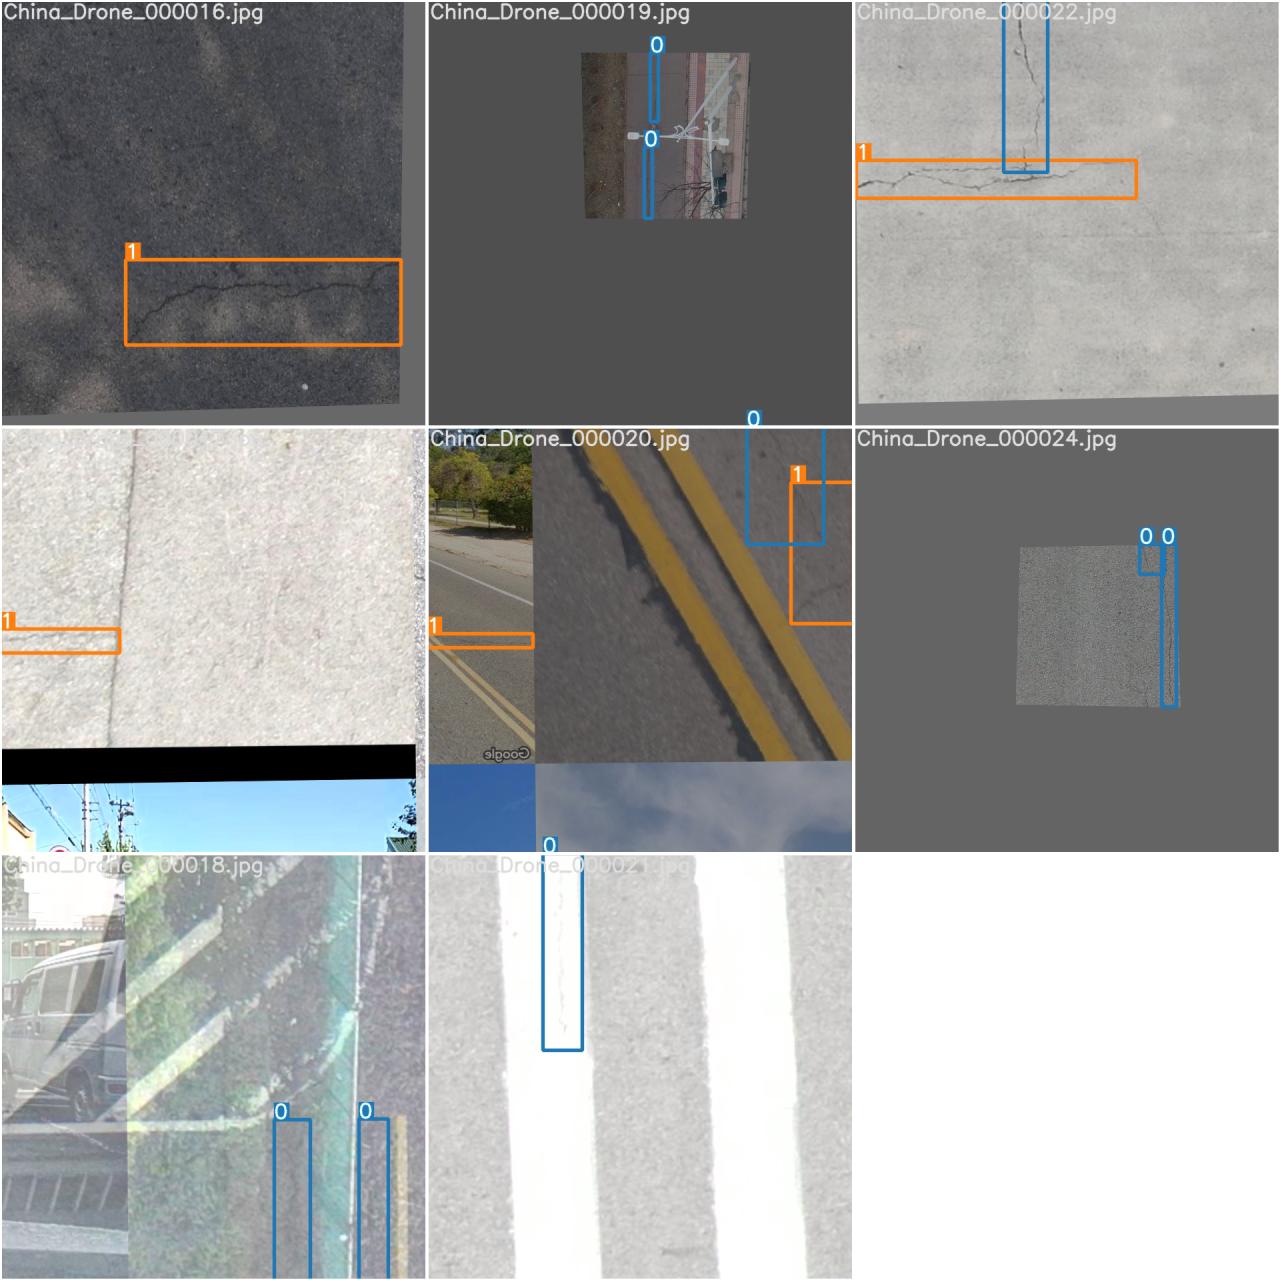 China_Drone_000016.jpg
China_Drone_000019.jpg
China_Drone_000022.jpg
0
0
1
1
0
China_Drone_000020.jpg
China_Drone_000024.jpg
1
0 0
1
1
Google
0
China_Drone_000018.jpg
China_Drone_000021.jpg
0
0